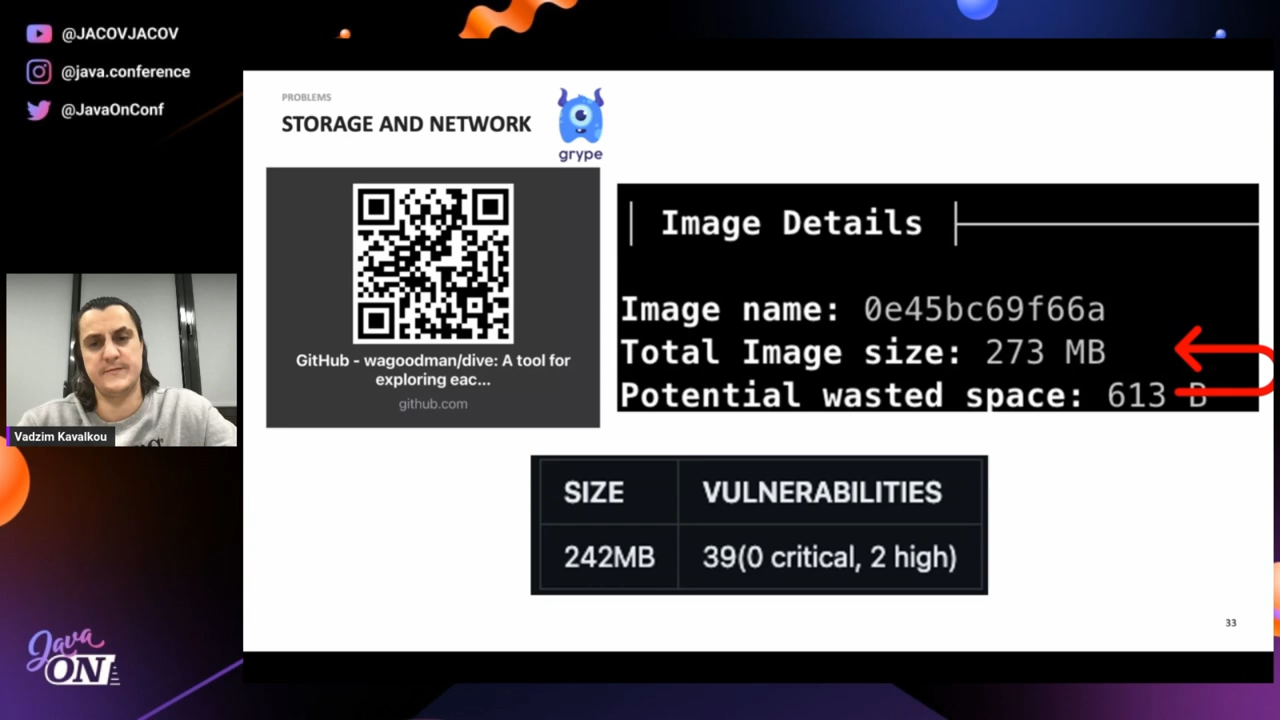 @JACOVJACOV
@java.conference
@JavaOnConf
PROBLEMS
STORAGE AND NETWORK
grype
GitHub - wagoodman/dive: A tool for
exploring eac...
github.com
Image Details
Image name: 0e45bc69f66a
Total Image size: 273 MB
Potential wasted space: 613 B
SIZE VULNERABILITIES
242MB 39(0 critical, 2 high)
33
Vadzim Kavalkou
Java
ON